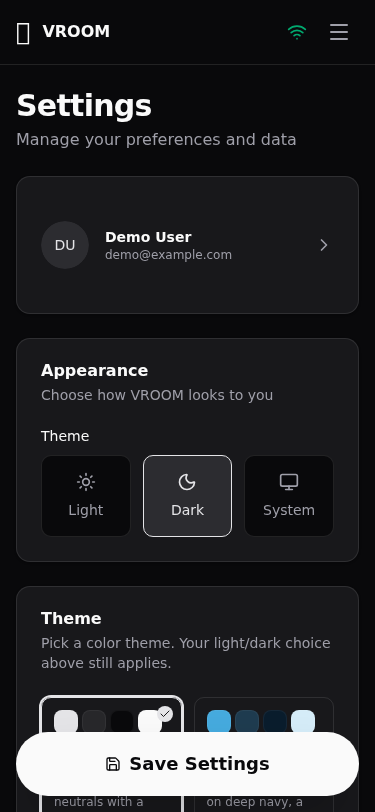 VROOM
Settings
Manage your preferences and data
DU
Demo User
demo@example.com
Appearance
Choose how VROOM looks to you
Theme
Light
Dark
System
Theme
Pick a color theme. Your light/dark choice
above still applies.
Save Settings
neutrals with a
on deep navy, a